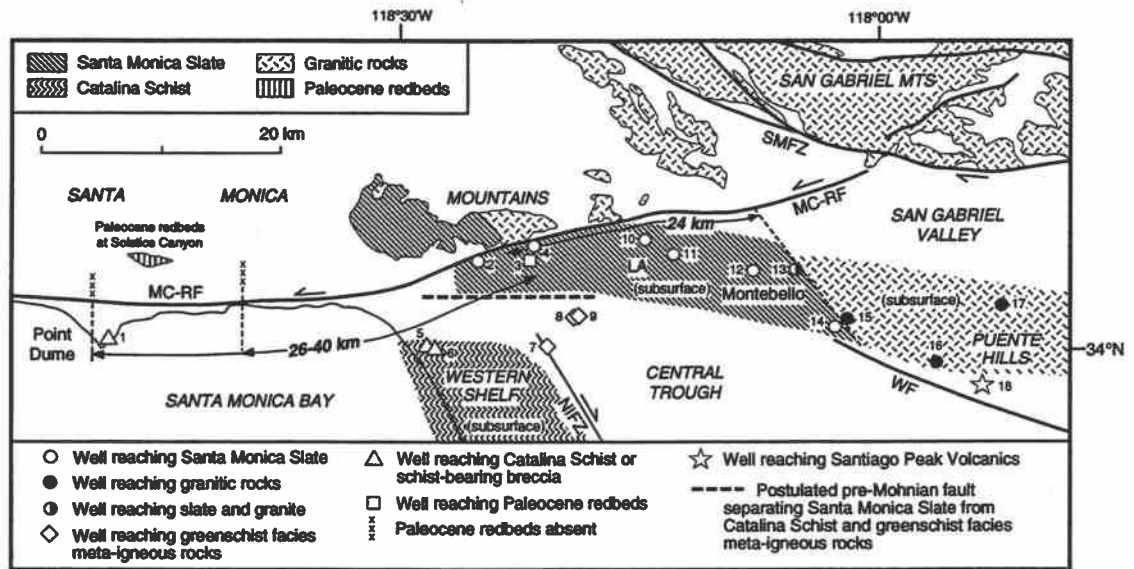 118°30'W
118°00'W
Santa Monica Slate
Granitic rocks
Catalina Schist
Paleocene redbeds
0
20 km
SAN GABRIEL MTS
SMFZ
SANTA
MONICA
MOUNTAINS
MC-RF
24 km
SAN GABRIEL
VALLEY
Paleocene redbeds
at Solstice Canyon
2
3
4
10
11
LA
12
13
(subsurface)
Montebello
(subsurface)
17
MC-RF
14
15
8
9
PUENTE
HILLS
Point
Dume
1
26-40 km
5
6
7
16
18
34°N
WESTERN
SHELF
(subsurface)
CENTRAL
TROUGH
WF
SANTA MONICA BAY
NIFZ
Well reaching Santa Monica Slate
Well reaching granitic rocks
Well reaching slate and granite
Well reaching greenschist facies
meta-igneous rocks
Well reaching Catalina Schist or
schist-bearing breccia
Well reaching Paleocene redbeds
Paleocene redbeds absent
Well reaching Santiago Peak Volcanics
Postulated pre-Mohnian fault
separating Santa Monica Slate from
Catalina Schist and greenschist facies
meta-igneous rocks